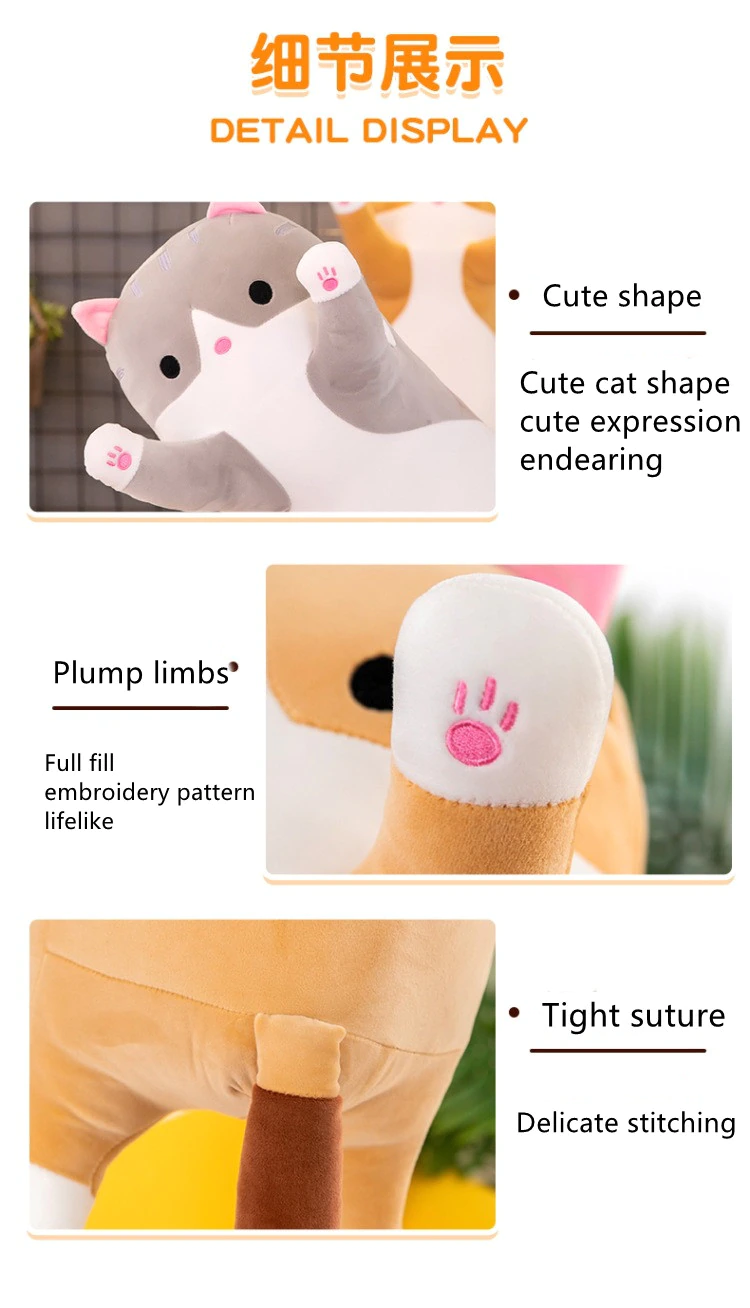 细节展示
DETAIL DISPLAY
Cute shape
Cute cat shape
cute expression
endearing
Plump limbs
Full fill
embroidery pattern
lifelike
Tight suture
Delicate stitching